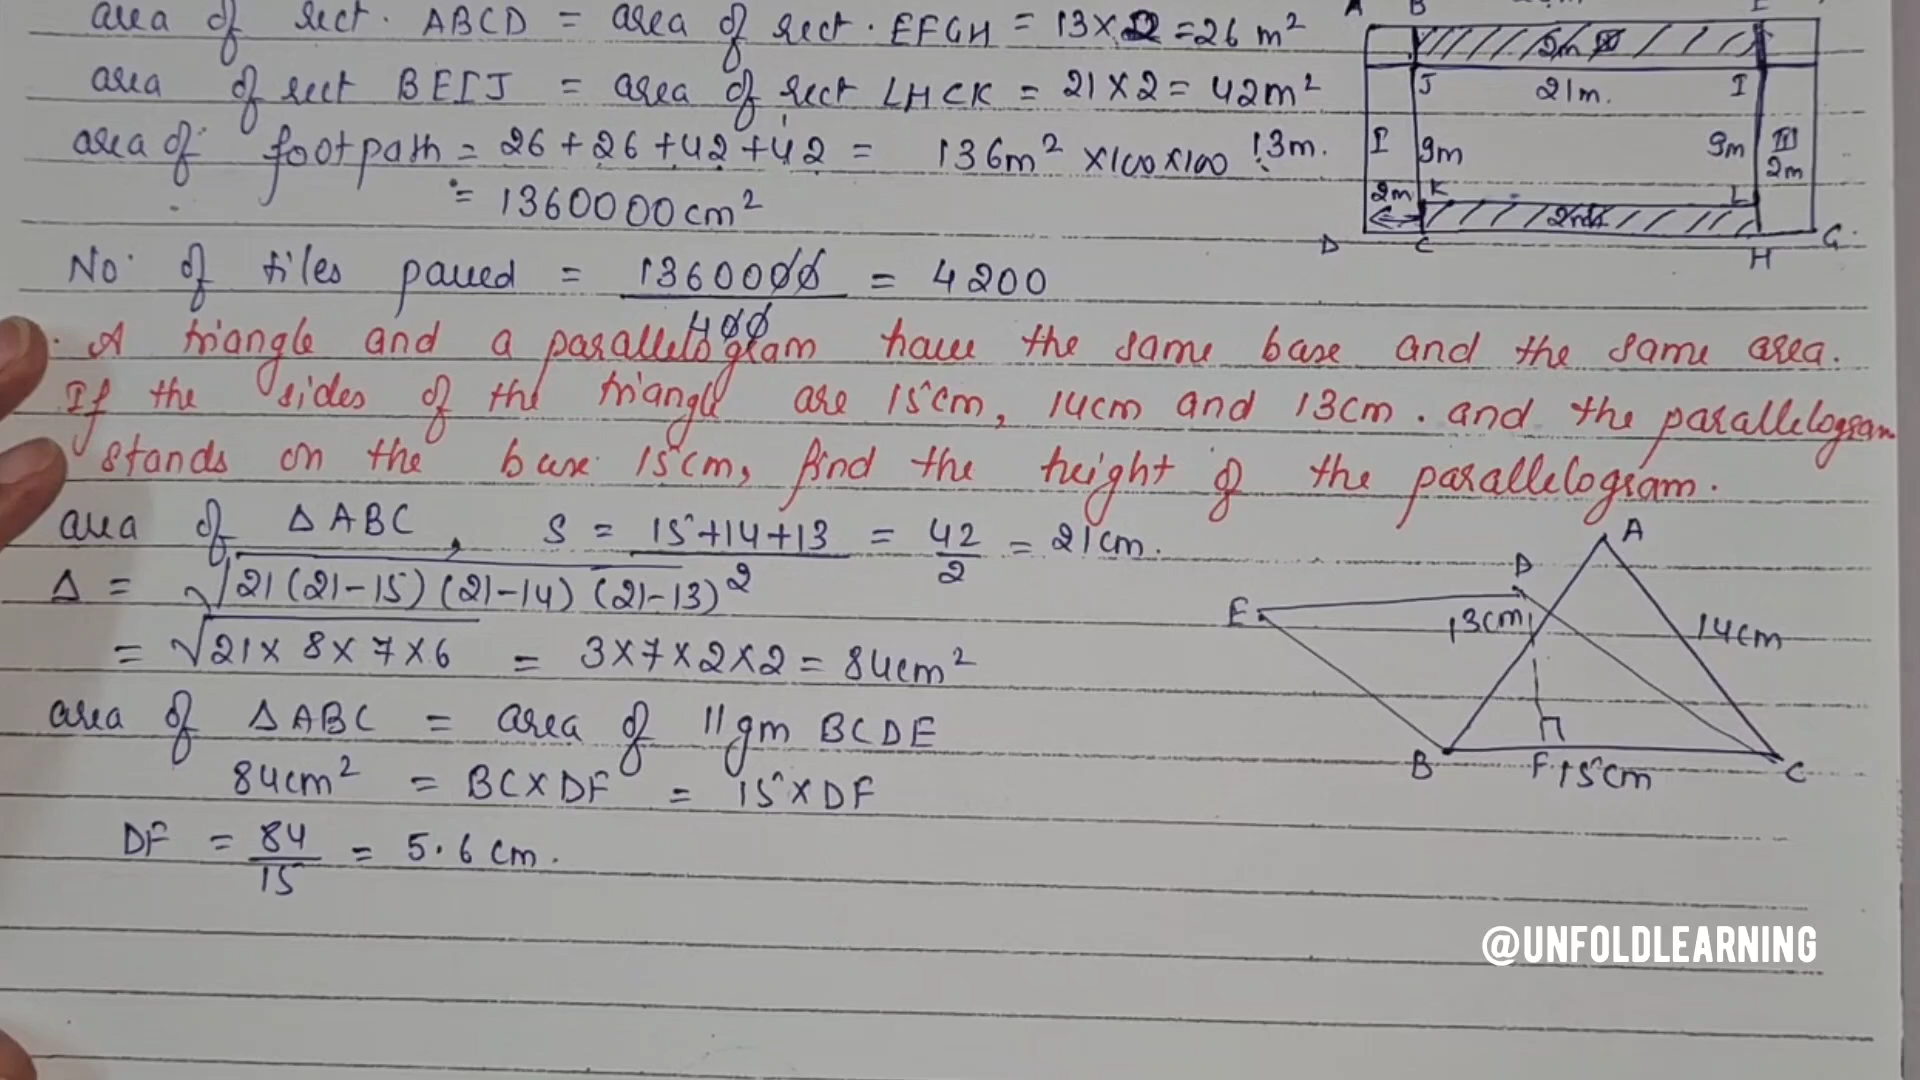 area of rect. ABCD = area of rect. EFGH = 13×2 = 26 m²
area of rect BEIJ = area of rect LHCK = 21×2 = 42m²
area of footpath = 26+26+42+42 = 136m² ×100×100
= 1360000cm²
No. of tiles paved = 1360000 / 400 = 4200
A B E
2m
J 21m. I
13m. I 9m 9m III
2m
2m K L
2m
D C H G
A triangle and a parallelogram have the same base and the same area.
If the sides of the triangle are 15cm, 14cm and 13cm. and the parallelogram
stands on the base 15cm, find the height of the parallelogram.
area of Δ ABC, S = 15+14+13 / 2 = 42 / 2 = 21cm.
Δ = √21(21-15)(21-14)(21-13)
= √21×8×7×6 = 3×7×2×2 = 84cm²
area of Δ ABC = area of ||gm BCDE
84cm² = BC×DF = 15×DF
DF = 84 / 15 = 5.6 cm.
A
D
E 13cm 14cm
B F 15cm C
@UNFOLDLEARNING